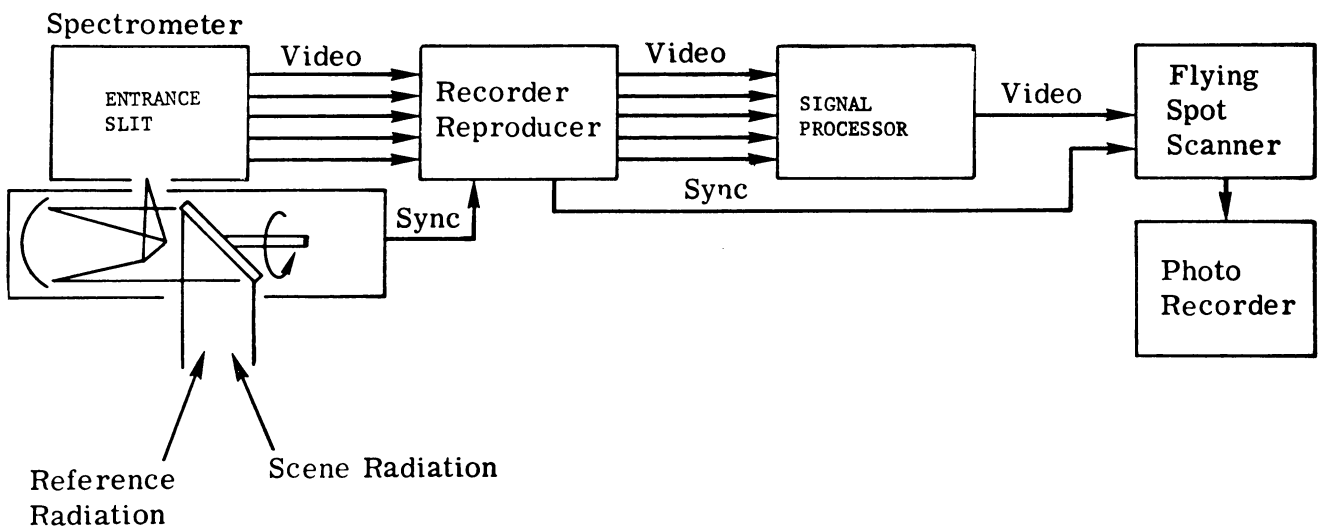 Spectrometer
ENTRANCE
SLIT
Video
Recorder
Reproducer
Video
SIGNAL
PROCESSOR
Video
Flying
Spot
Scanner
Sync
Sync
Photo
Recorder
Reference
Radiation
Scene Radiation